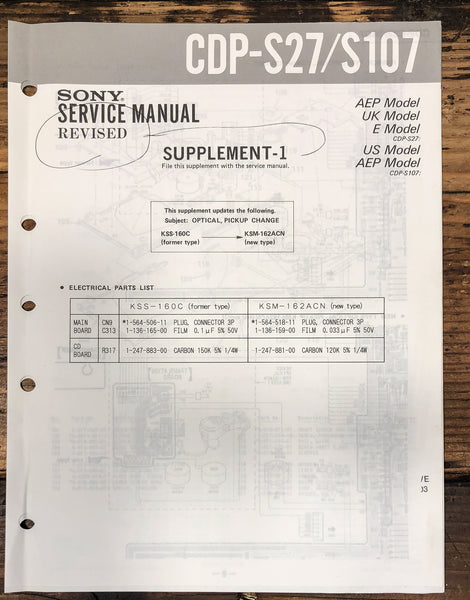 CDP-S27/S107
SONY®
SERVICE MANUAL
REVISED
AEP Model
UK Model
E Model
CDP-S27:
US Model
AEP Model
CDP-S107:
SUPPLEMENT-1
File this supplement with the service manual.
This supplement updates the following.
Subject: OPTICAL, PICKUP CHANGE
KSS-160C → KSM-162ACN
(former type) (new type)
● ELECTRICAL PARTS LIST
KSS-160C (former type) KSM-162ACN (new type)
MAIN BOARD CN9 *1-564-506-11 PLUG, CONNECTOR 3P *1-564-518-11 PLUG, CONNECTOR 3P
C313 1-136-165-00 FILM 0.1μF 5% 50V 1-136-159-00 FILM 0.033μF 5% 50V
CD BOARD R317 1-247-883-00 CARBON 150K 5% 1/4W 1-247-881-00 CARBON 120K 5% 1/4W
/E
03